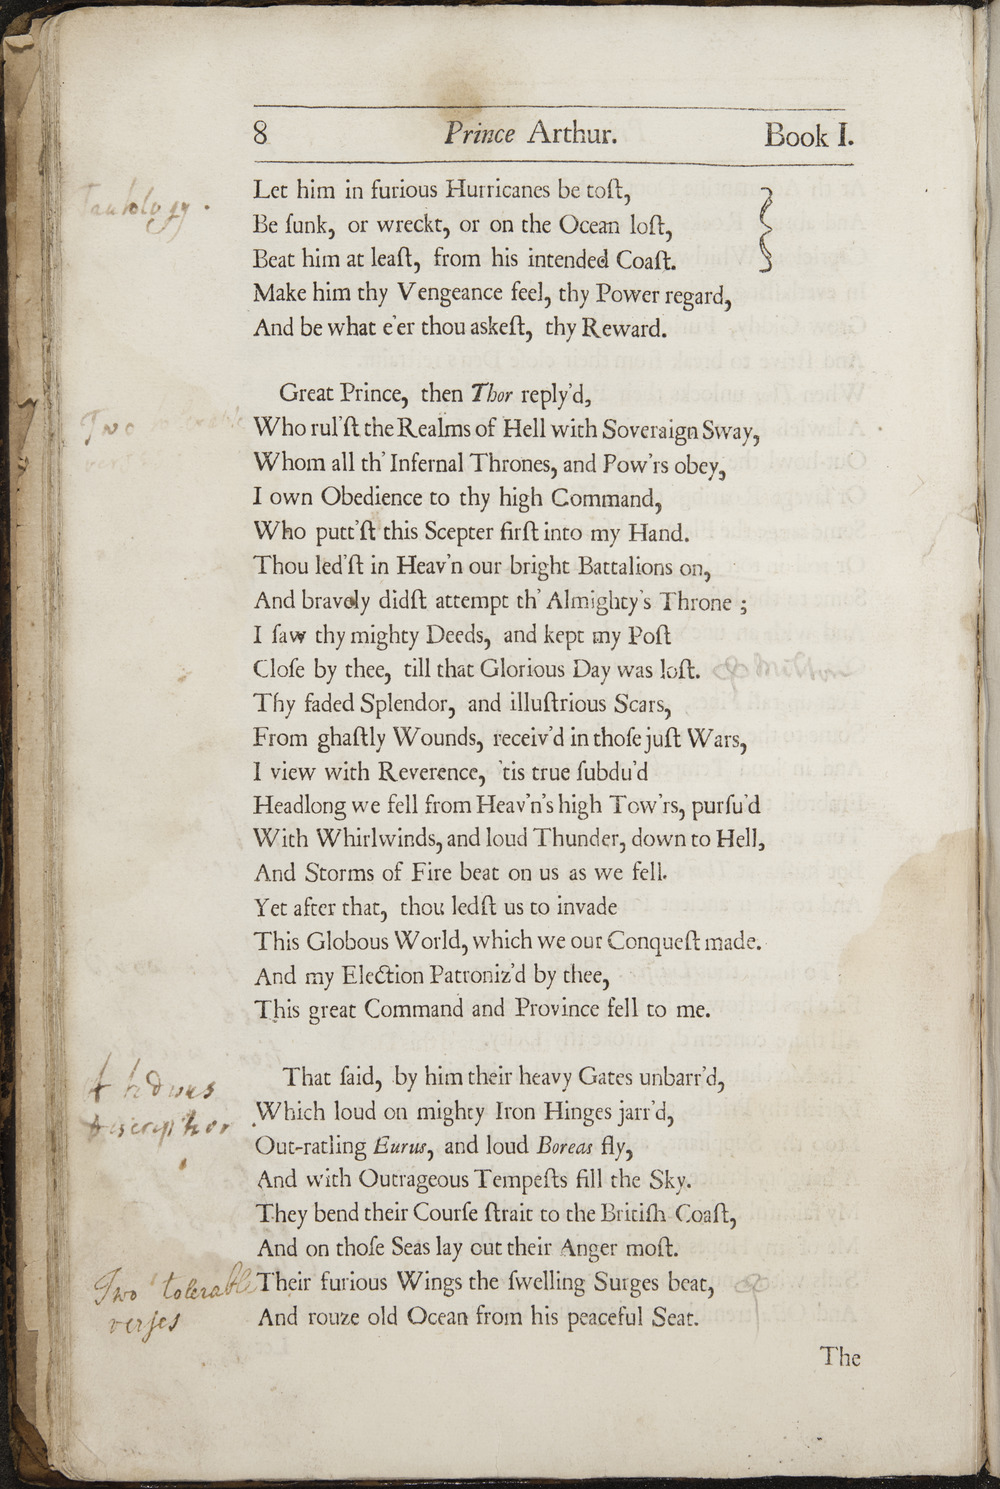 8 Prince Arthur. Book I.
Tautology.
Let him in furious Hurricanes be toſt,
Be ſunk, or wreckt, or on the Ocean loſt,
Beat him at leaſt, from his intended Coaſt.
Make him thy Vengeance feel, thy Power regard,
And be what e'er thou askeſt, thy Reward.
Great Prince, then Thor reply'd,
Two tolerable
verses
Who rul'ſt the Realms of Hell with Soveraign Sway,
Whom all th' Infernal Thrones, and Pow'rs obey,
I own Obedience to thy high Command,
Who putt'ſt this Scepter firſt into my Hand.
Thou led'ſt in Heav'n our bright Battalions on,
And bravely didſt attempt th' Almighty's Throne ;
I ſaw thy mighty Deeds, and kept my Poſt
Cloſe by thee, till that Glorious Day was loſt. Milton
Thy faded Splendor, and illuſtrious Scars,
From ghaſtly Wounds, receiv'd in thoſe juſt Wars,
I view with Reverence, 'tis true ſubdu'd
Headlong we fell from Heav'n's high Tow'rs, purſu'd
With Whirlwinds, and loud Thunder, down to Hell,
And Storms of Fire beat on us as we fell.
Yet after that, thou ledſt us to invade
This Globous World, which we our Conqueſt made.
And my Election Patroniz'd by thee,
This great Command and Province fell to me.
That ſaid, by him their heavy Gates unbarr'd,
Which loud on mighty Iron Hinges jarr'd,
Out-ratling Eurus, and loud Boreas fly,
And with Outrageous Tempeſts fill the Sky.
They bend their Courſe ſtrait to the Britiſh Coaſt,
And on thoſe Seas lay out their Anger moſt.
Two tolerable
verses
Their furious Wings the ſwelling Surges beat,
And rouze old Ocean from his peaceful Seat.
The